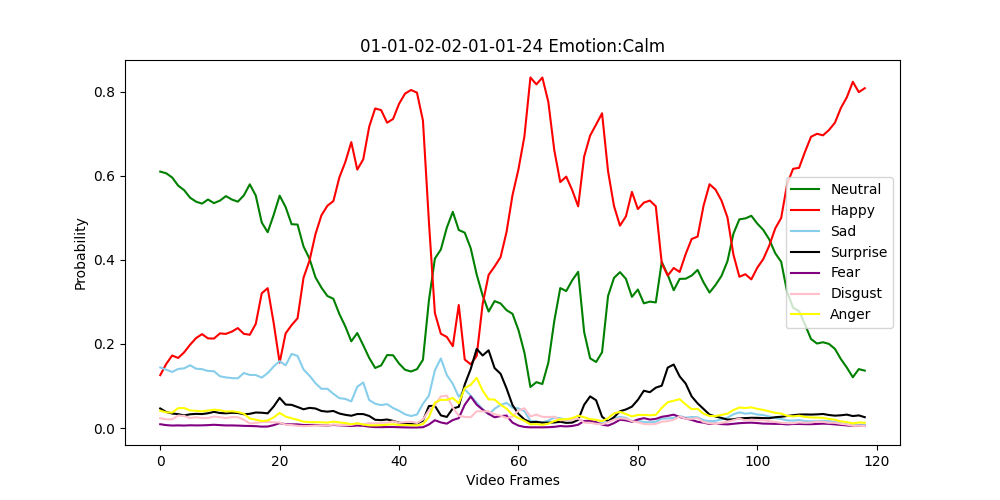 01-01-02-02-01-01-24 Emotion:Calm
Probability
0.8
0.6
0.4
0.2
0.0
0
20
40
60
80
100
120
Video Frames
Neutral
Happy
Sad
Surprise
Fear
Disgust
Anger